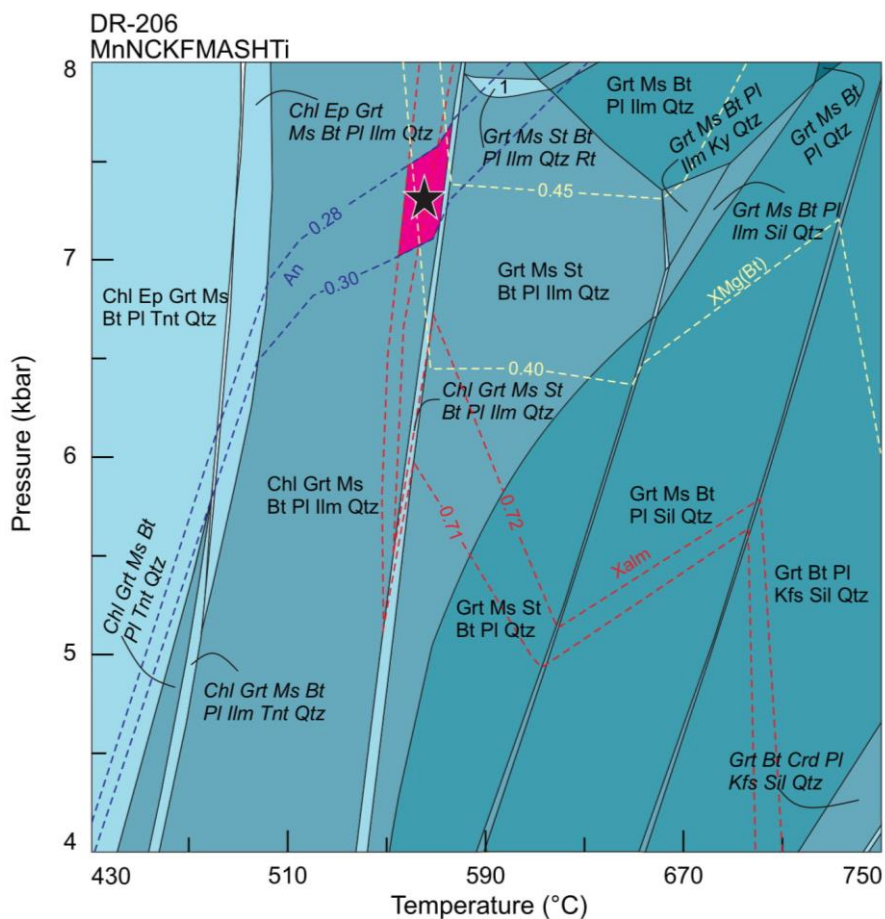 DR-206
MnNCKFMASHTi
8
7
6
5
4
Pressure (kbar)
430
510
590
670
750
Temperature (°C)
Chl Ep Grt
Ms Bt Pl Ilm Qtz
1
Grt Ms St Bt
Pl Ilm Qtz Rt
Grt Ms Bt
Pl Ilm Qtz
Grt Ms Bt Pl
Ilm Ky Qtz
Grt Ms Bt
Pl Qtz
Grt Ms Bt Pl
Ilm Sil Qtz
0.28
An
0.30
0.45
XMg(Bt)
0.40
Chl Ep Grt Ms
Bt Pl Tnt Qtz
Grt Ms St
Bt Pl Ilm Qtz
Chl Grt Ms St
Bt Pl Ilm Qtz
Chl Grt Ms
Bt Pl Ilm Qtz
0.71
0.72
Xalm
Grt Ms Bt
Pl Sil Qtz
Grt Bt Pl
Kfs Sil Qtz
Chl Grt Ms Bt
Pl Tnt Qtz
Grt Ms St
Bt Pl Qtz
Chl Grt Ms Bt
Pl Ilm Tnt Qtz
Grt Bt Crd Pl
Kfs Sil Qtz